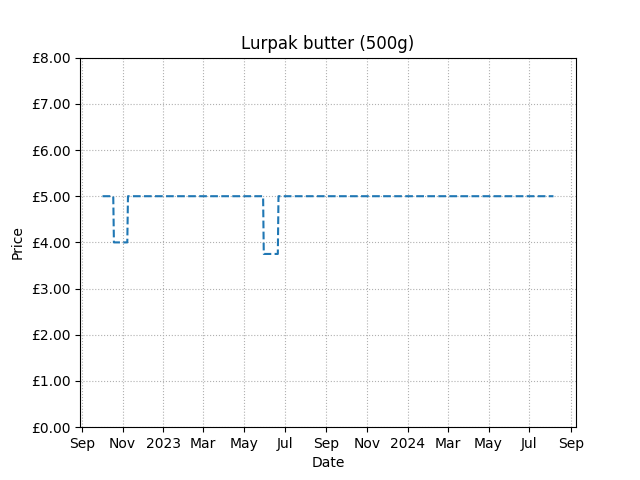 Lurpak butter (500g)
£8.00
£7.00
£6.00
£5.00
£4.00
£3.00
£2.00
£1.00
£0.00
Price
Sep Nov 2023 Mar May Jul Sep Nov 2024 Mar May Jul Sep
Date